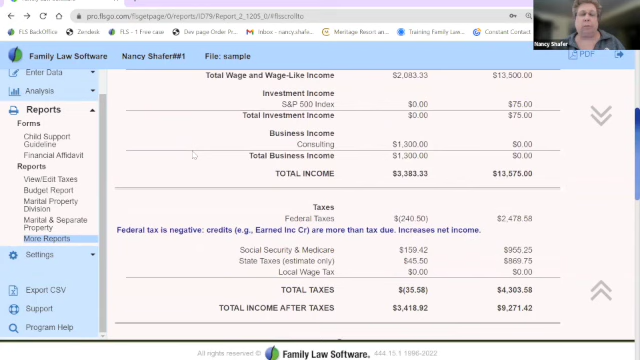 pro.flsgo.com/flsgetpage/0/reports/ID79/Report_2_1205_0/#flsscrollto
FLS BackOffice
Zendesk
Dev page Order Pro...
FLS - 1 Free case
Inbox - nancy.shafe...
Meritage Resort an...
Training Family Law...
Constant Contact
Nancy Shafer
Family Law Software
Nancy Shafer##1
File: sample
PDF
Enter Data
Analysis
Reports
Forms
Child Support
Guideline
Financial Affidavit
Reports
View/Edit Taxes
Budget Report
Marital Property
Division
Marital & Separate
Property
More Reports
Settings
Export CSV
Support
Program Help
Total Wage and Wage-Like Income $2,083.33 $13,500.00
Investment Income
S&P 500 Index $0.00 $75.00
Total Investment Income $0.00 $75.00
Business Income
Consulting $1,300.00 $0.00
Total Business Income $1,300.00 $0.00
TOTAL INCOME $3,383.33 $13,575.00
Taxes
Federal Taxes $(240.50) $2,478.58
Federal tax is negative: credits (e.g., Earned Inc Cr) are more than tax due. Increases net income.
Social Security & Medicare $159.42 $955.25
State Taxes (estimate only) $45.50 $869.75
Local Wage Tax $0.00 $0.00
TOTAL TAXES $(35.58) $4,303.58
TOTAL INCOME AFTER TAXES $3,418.92 $9,271.42
All rights reserved © Family Law Software. 444.15.1 1996-2022